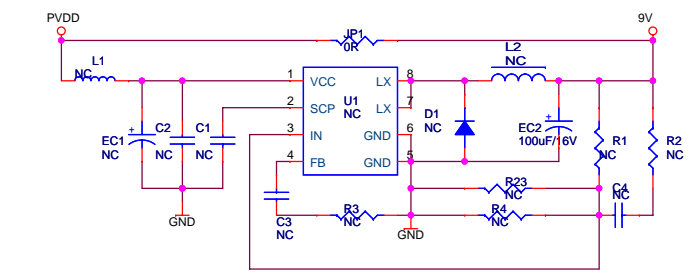 PVDD
9V
JP1
0R
L1
NC
L2
NC
1
VCC
LX
8
2
SCP
LX
7
U1
NC
3
IN
GND
6
4
FB
GND
5
EC1
NC
C2
NC
C1
NC
D1
NC
EC2
100uF/16V
R1
NC
R2
NC
R23
NC
C4
NC
C3
NC
R3
NC
R4
NC
GND
GND